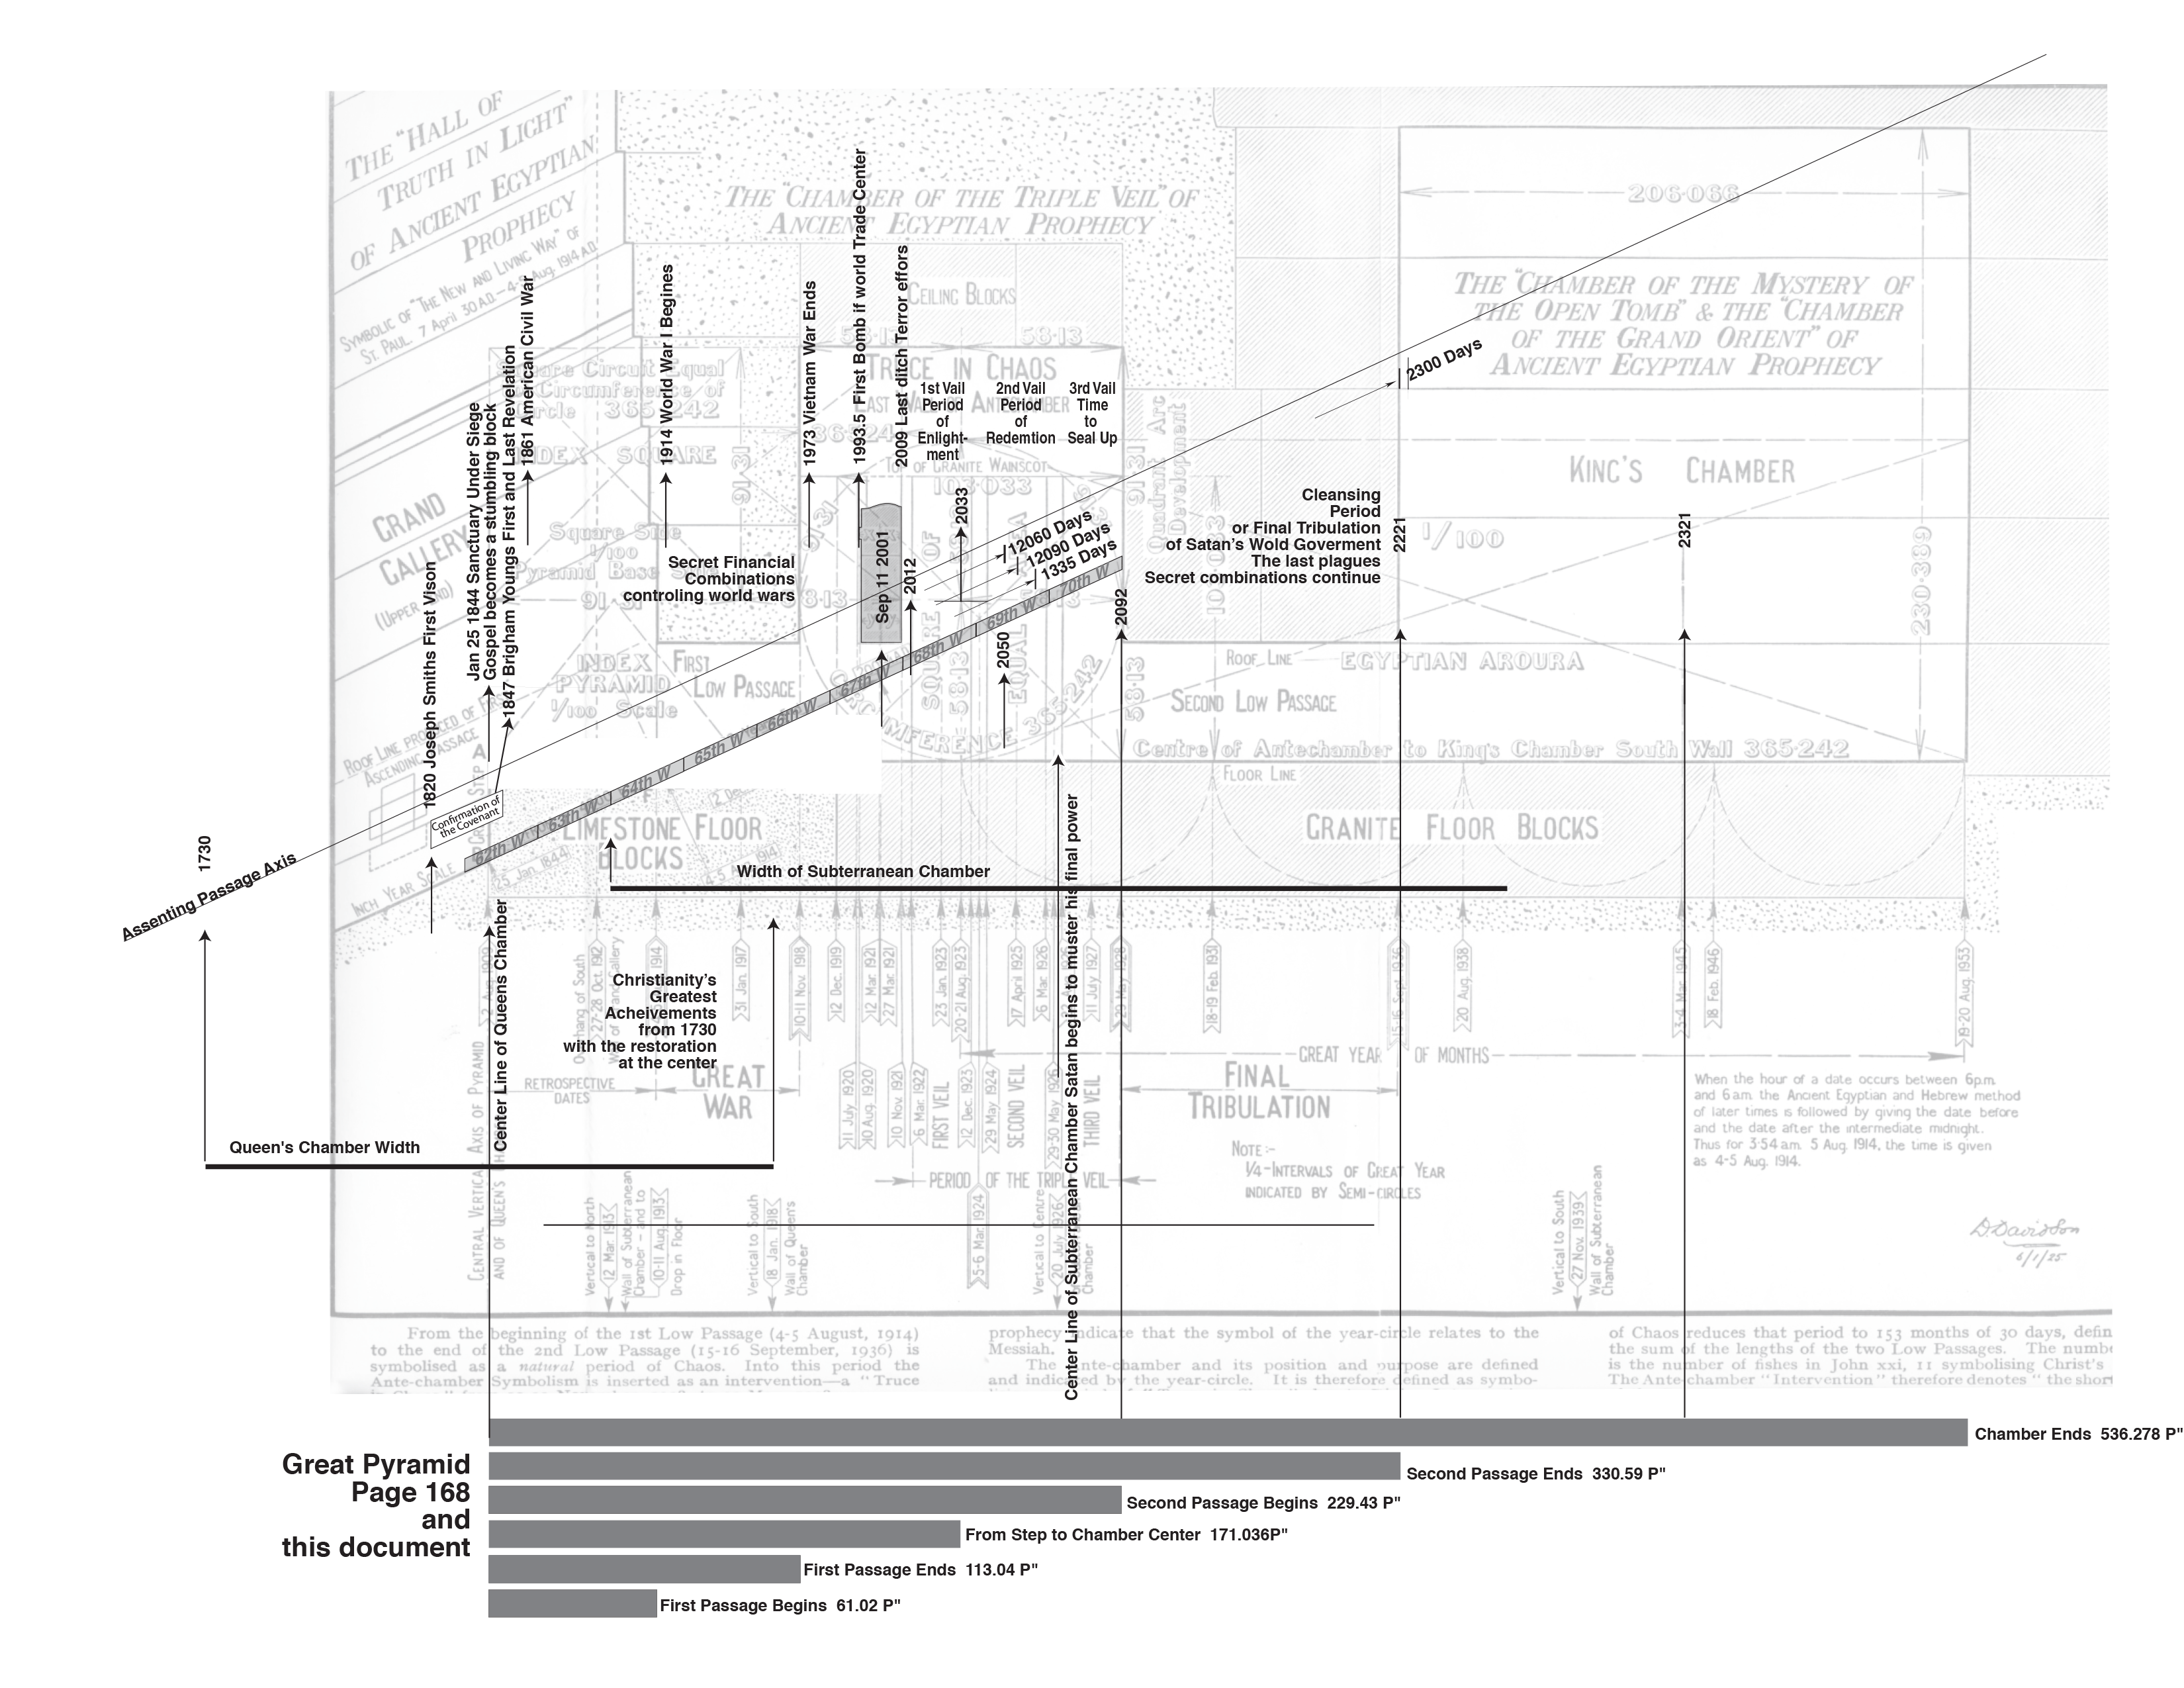 THE "HALL OF
TRUTH IN LIGHT"
OF ANCIENT EGYPTIAN
PROPHECY
SYMBOLIC OF "THE NEW AND LIVING WAY" OF
ST. PAUL. 7 April 30 A.D.—4-5 Aug. 1914 A.D.
THE "CHAMBER OF THE TRIPLE VEIL" OF
ANCIENT EGYPTIAN PROPHECY
206·066
THE "CHAMBER OF THE MYSTERY OF
THE OPEN TOMB" & THE "CHAMBER
OF THE GRAND ORIENT" OF
ANCIENT EGYPTIAN PROPHECY
CEILING BLOCKS
58·13
58·13
TRUCE IN CHAOS
EAST WALL OF ANTECHAMBER
OF GRANITE WAINSCOT
103·033
Square Circuit Equal
Circumference of
Circle 365·242
INDEX SQUARE
91·31
Square Side
1/100
Pyramid Base
91·31
INDEX
PYRAMID
1/100 Scale
GRAND
GALLERY
(UPPER END)
KING'S CHAMBER
1/100
230·389
91·31 Quadrant Arc
Development
1820 Joseph Smiths First Vison
Jan 25 1844 Sanctuary Under Siege
Gospel becomes a stumbling block
1847 Brigham Youngs First and Last Revelation
1861 American Civil War
1914 World War I Begines
1973 Vietnam War Ends
1993.5 First Bomb if world Trade Center
2009 Last ditch Terror effors
1st Vail
Period
of
Enlight-
ment
2nd Vail
Period
of
Redemtion
3rd Vail
Time
to
Seal Up
2300 Days
Secret Financial
Combinations
controling world wars
Sep 11 2001
2012
2033
2050
12060 Days
12090 Days
1335 Days
Cleansing
Period
or Final Tribulation
of Satan's Wold Goverment
The last plagues
Secret combinations continue
2092
2221
2321
FIRST
LOW PASSAGE
ROOF LINE
EGYPTIAN AROURA
SECOND LOW PASSAGE
58·13
Centre of Antechamber to King's Chamber South Wall 365·242
FLOOR LINE
CIRCUMFERENCE 365·242
ROOF LINE PRODUCED OF FIRST
ASCENDING PASSAGE
Confirmation of
the Covenant
62th W
63th W
64th W
65th W
66th W
67th W
68th W
69th W
70th W
1730
Assenting Passage Axis
INCH YEAR SCALE
25 Jan. 1844
LIMESTONE FLOOR
BLOCKS
GRANITE FLOOR BLOCKS
Width of Subterranean Chamber
Center Line of Queens Chamber
Center Line of Subterranean Chamber Satan begins to muster his final power
Christianity's
Greatest
Acheivements
from 1730
with the restoration
at the center
Queen's Chamber Width
2 Aug. 1909
27-28 Oct. 1912
1914
31 Jan. 1917
10-11 Nov. 1918
12 Dec. 1919
12 Mar. 1921
27 Mar. 1921
23 Jan. 1923
20-21 Aug. 1923
17 April 1925
6 Mar. 1926
11 July 1927
29 May 1928
18-19 Feb. 1931
15-16 Sept. 1936
20 Aug. 1938
3-4 Mar. 1945
18 Feb. 1946
19-20 Aug. 1953
11 July 1920
10 Aug. 1920
10 Nov. 1921
6 Mar. 1922
FIRST VEIL
12 Dec. 1923
29 May 1924
SECOND VEIL
29-30 May
THIRD VEIL
GREAT YEAR OF MONTHS
RETROSPECTIVE
DATES
GREAT
WAR
FINAL
TRIBULATION
PERIOD OF THE TRIPLE VEIL
NOTE:—
1/4-INTERVALS OF GREAT YEAR
INDICATED BY SEMI-CIRCLES
When the hour of a date occurs between 6p.m.
and 6a.m. the Ancient Egyptian and Hebrew method
of later times is followed by giving the date before
and the date after the intermediate midnight.
Thus for 3·54 a.m. 5 Aug. 1914, the time is given
as 4-5 Aug. 1914.
CENTRAL VERTICAL AXIS OF PYRAMID
AND OF QUEEN'S
Vertical to North
12 Mar. 1913
Wall of Subterranean
Chamber – and to
10-11 Aug. 1913
Drop in Floor
Vertical to South
18 Jan. 1918
Wall of Queen's
Chamber
5-6 Mar. 1924
Vertical to Centre
20 July 1926
Chamber
Vertical to South
27 Nov. 1939
Wall of Subterranean
Chamber
D. Davidson
6/1/25
From the beginning of the 1st Low Passage (4-5 August, 1914)
to the end of the 2nd Low Passage (15-16 September, 1936) is
symbolised as a natural period of Chaos. Into this period the
Ante-chamber Symbolism is inserted as an intervention—a "Truce
prophecy indicate that the symbol of the year-circle relates to the
Messiah.
The Ante-chamber and its position and purpose are defined
and indicated by the year-circle. It is therefore defined as symbo-
of Chaos reduces that period to 153 months of 30 days, defin
the sum of the lengths of the two Low Passages. The numbe
is the number of fishes in John xxi, 11 symbolising Christ's
The Ante-chamber "Intervention" therefore denotes "the short
Great Pyramid
Page 168
and
this document
Chamber Ends 536.278 P"
Second Passage Ends 330.59 P"
Second Passage Begins 229.43 P"
From Step to Chamber Center 171.036P"
First Passage Ends 113.04 P"
First Passage Begins 61.02 P"